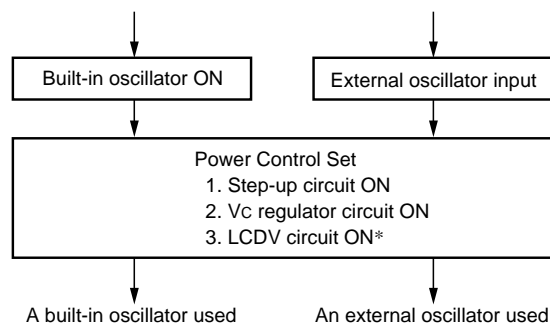 Built-in oscillator ON
External oscillator input
Power Control Set
1. Step-up circuit ON
2. VC regulator circuit ON
3. LCDV circuit ON*
A built-in oscillator used
An external oscillator used